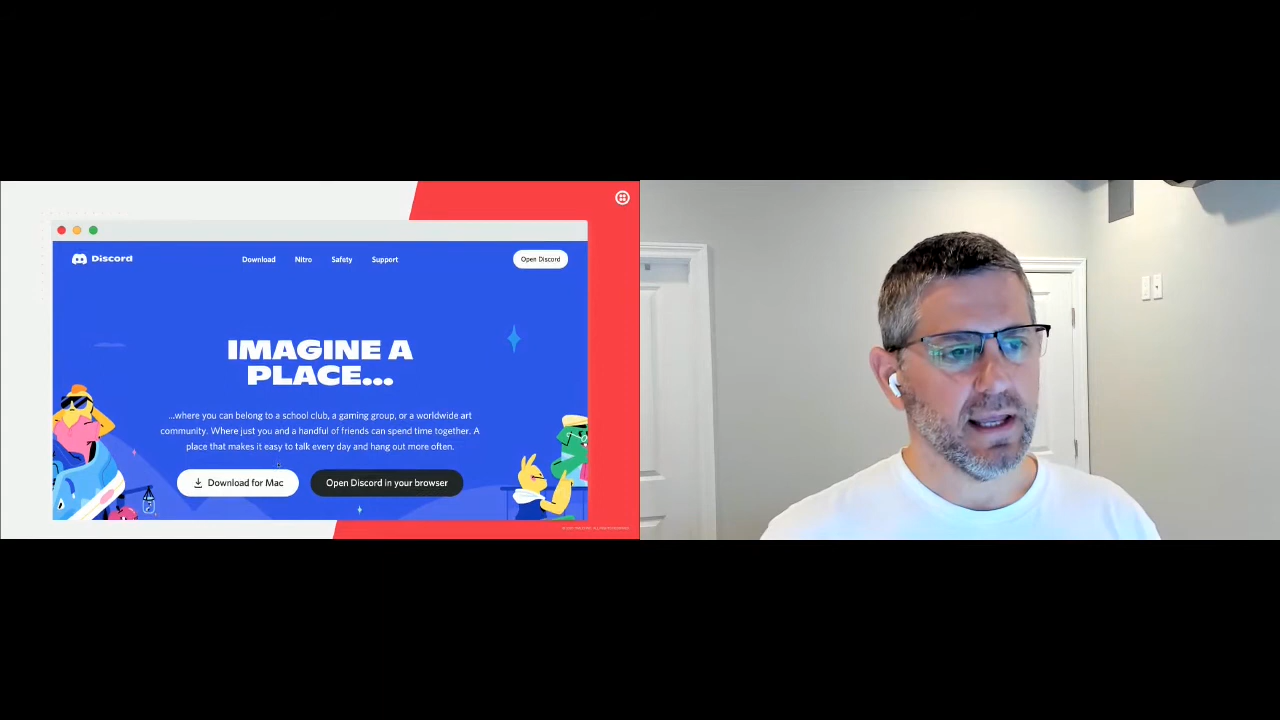 Discord
Download Nitro Safety Support
Open Discord
IMAGINE A
PLACE...
...where you can belong to a school club, a gaming group, or a worldwide art
community. Where just you and a handful of friends can spend time together. A
place that makes it easy to talk every day and hang out more often.
Download for Mac
Open Discord in your browser